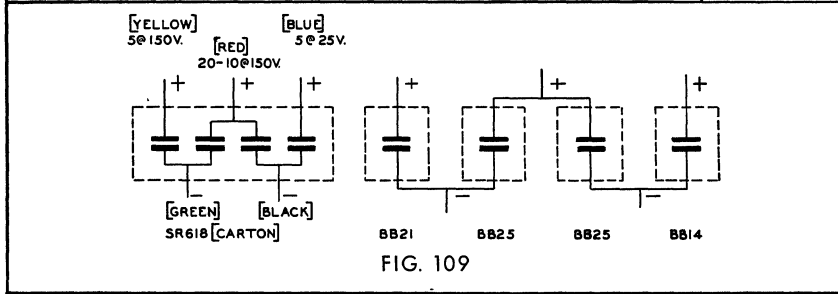 [YELLOW] [BLUE]
5@150V. [RED] 5@25V.
20-10@150V.
+ + + + + +
- - - -
[GREEN] [BLACK]
SR618 [CARTON] BB21 BB25 BB25 BB14
FIG. 109